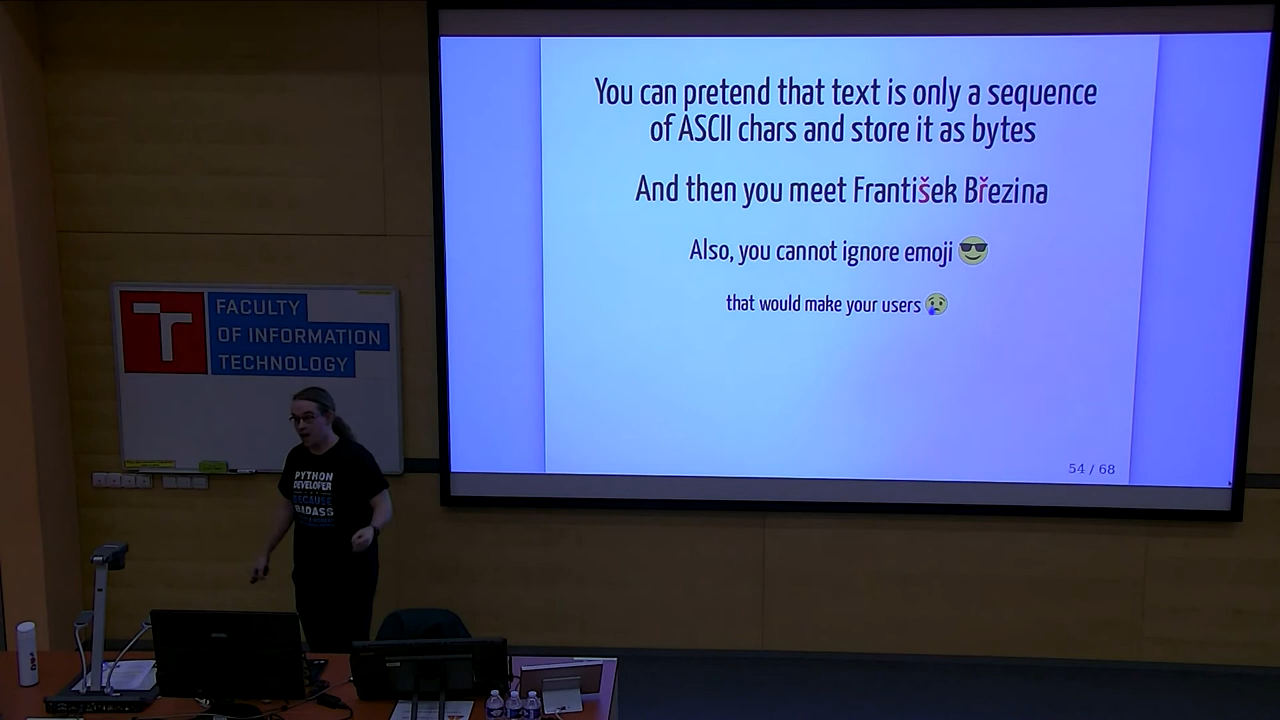 You can pretend that text is only a sequence
of ASCII chars and store it as bytes
And then you meet František Březina
Also, you cannot ignore emoji 😎
that would make your users 😢
54 / 68
FACULTY
OF INFORMATION
TECHNOLOGY
PYTHON
DEVELOPER
BECAUSE
BADASS